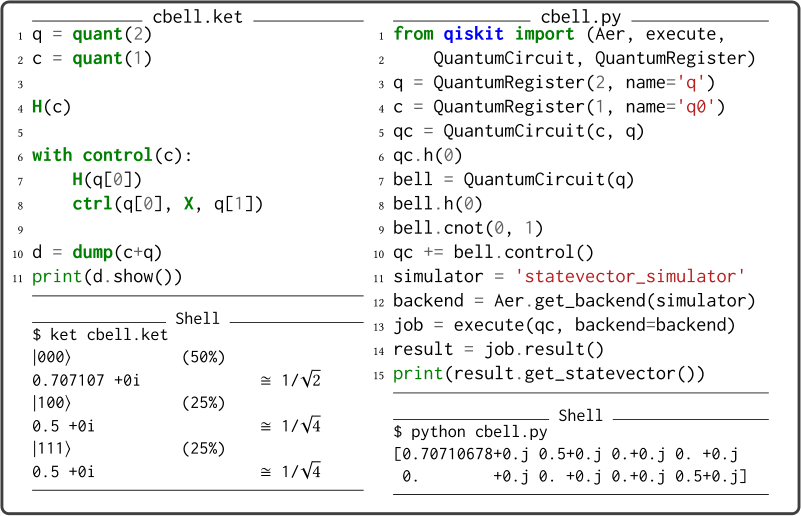 cbell.ket
1 q = quant(2)
2 c = quant(1)
3
4 H(c)
5
6 with control(c):
7     H(q[0])
8     ctrl(q[0], X, q[1])
9
10 d = dump(c+q)
11 print(d.show())
Shell
$ ket cbell.ket
|000⟩ (50%)
0.707107 +0i ≅ 1/√2
|100⟩ (25%)
0.5 +0i ≅ 1/√4
|111⟩ (25%)
0.5 +0i ≅ 1/√4
cbell.py
1 from qiskit import (Aer, execute,
2     QuantumCircuit, QuantumRegister)
3 q = QuantumRegister(2, name='q')
4 c = QuantumRegister(1, name='q0')
5 qc = QuantumCircuit(c, q)
6 qc.h(0)
7 bell = QuantumCircuit(q)
8 bell.h(0)
9 bell.cnot(0, 1)
10 qc += bell.control()
11 simulator = 'statevector_simulator'
12 backend = Aer.get_backend(simulator)
13 job = execute(qc, backend=backend)
14 result = job.result()
15 print(result.get_statevector())
Shell
$ python cbell.py
[0.70710678+0.j 0.5+0.j 0.+0.j 0. +0.j
 0.        +0.j 0. +0.j 0.+0.j 0.5+0.j]